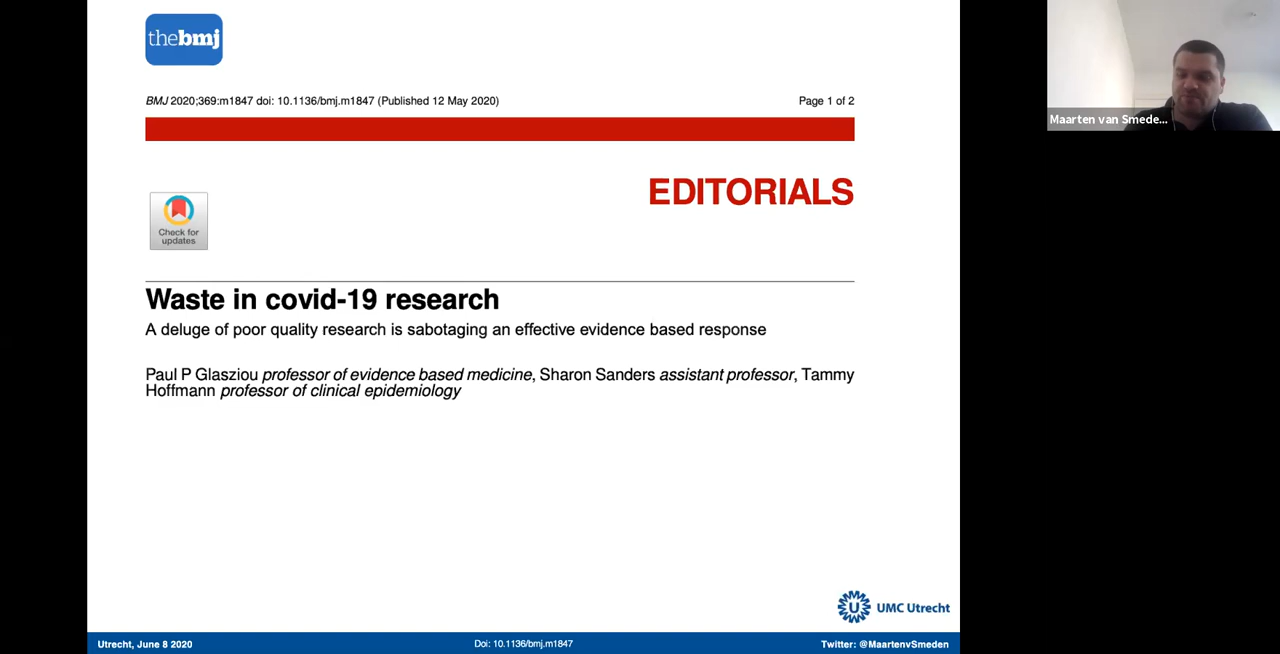 thebmj
BMJ 2020;369:m1847 doi: 10.1136/bmj.m1847 (Published 12 May 2020)
Page 1 of 2
EDITORIALS
Check for
updates
Waste in covid-19 research
A deluge of poor quality research is sabotaging an effective evidence based response
Paul P Glasziou professor of evidence based medicine, Sharon Sanders assistant professor, Tammy
Hoffmann professor of clinical epidemiology
U
UMC Utrecht
Utrecht, June 8 2020
Doi: 10.1136/bmj.m1847
Twitter: @MaartenvSmeden
Maarten van Smede...